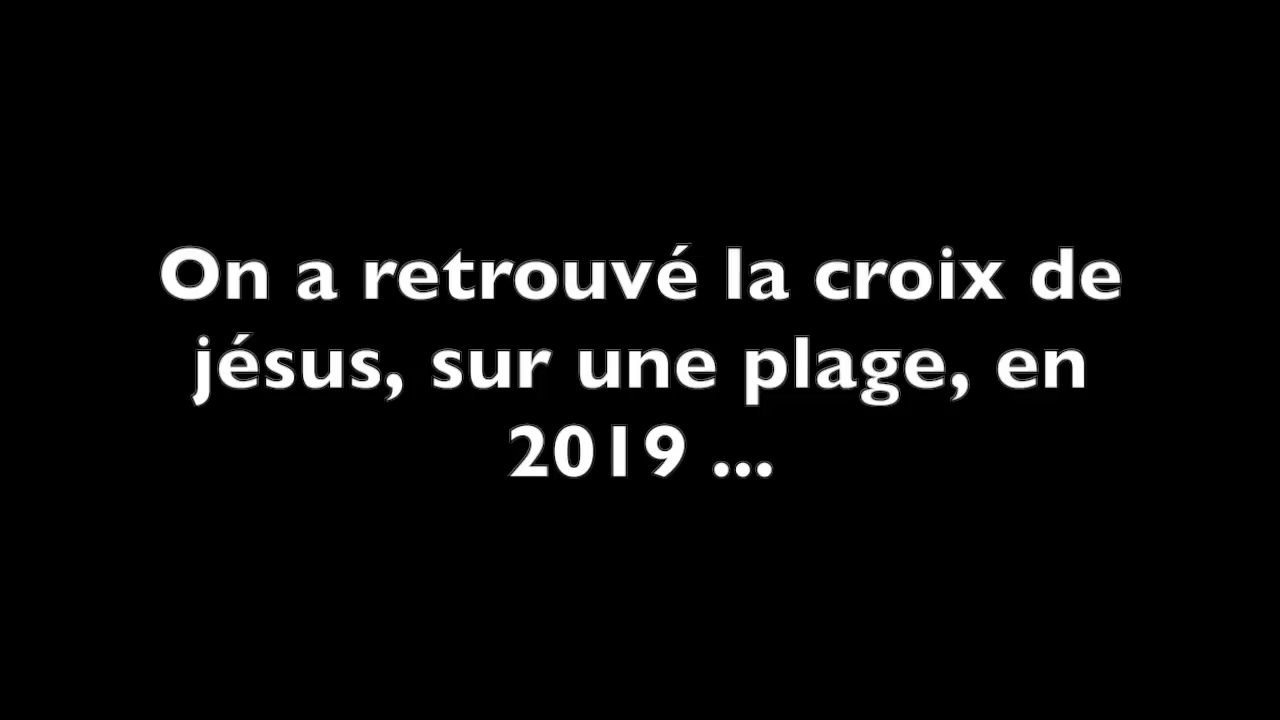 On a retrouvé la croix de
jésus, sur une plage, en
2019 ...